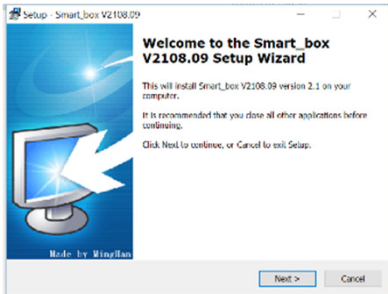 Setup - Smart_box V2108.09
Welcome to the Smart_box
V2108.09 Setup Wizard
This will install Smart_box V2108.09 version 2.1 on your
computer.
It is recommended that you close all other applications before
continuing.
Click Next to continue, or Cancel to exit Setup.
Made by MingHan
Next >
Cancel